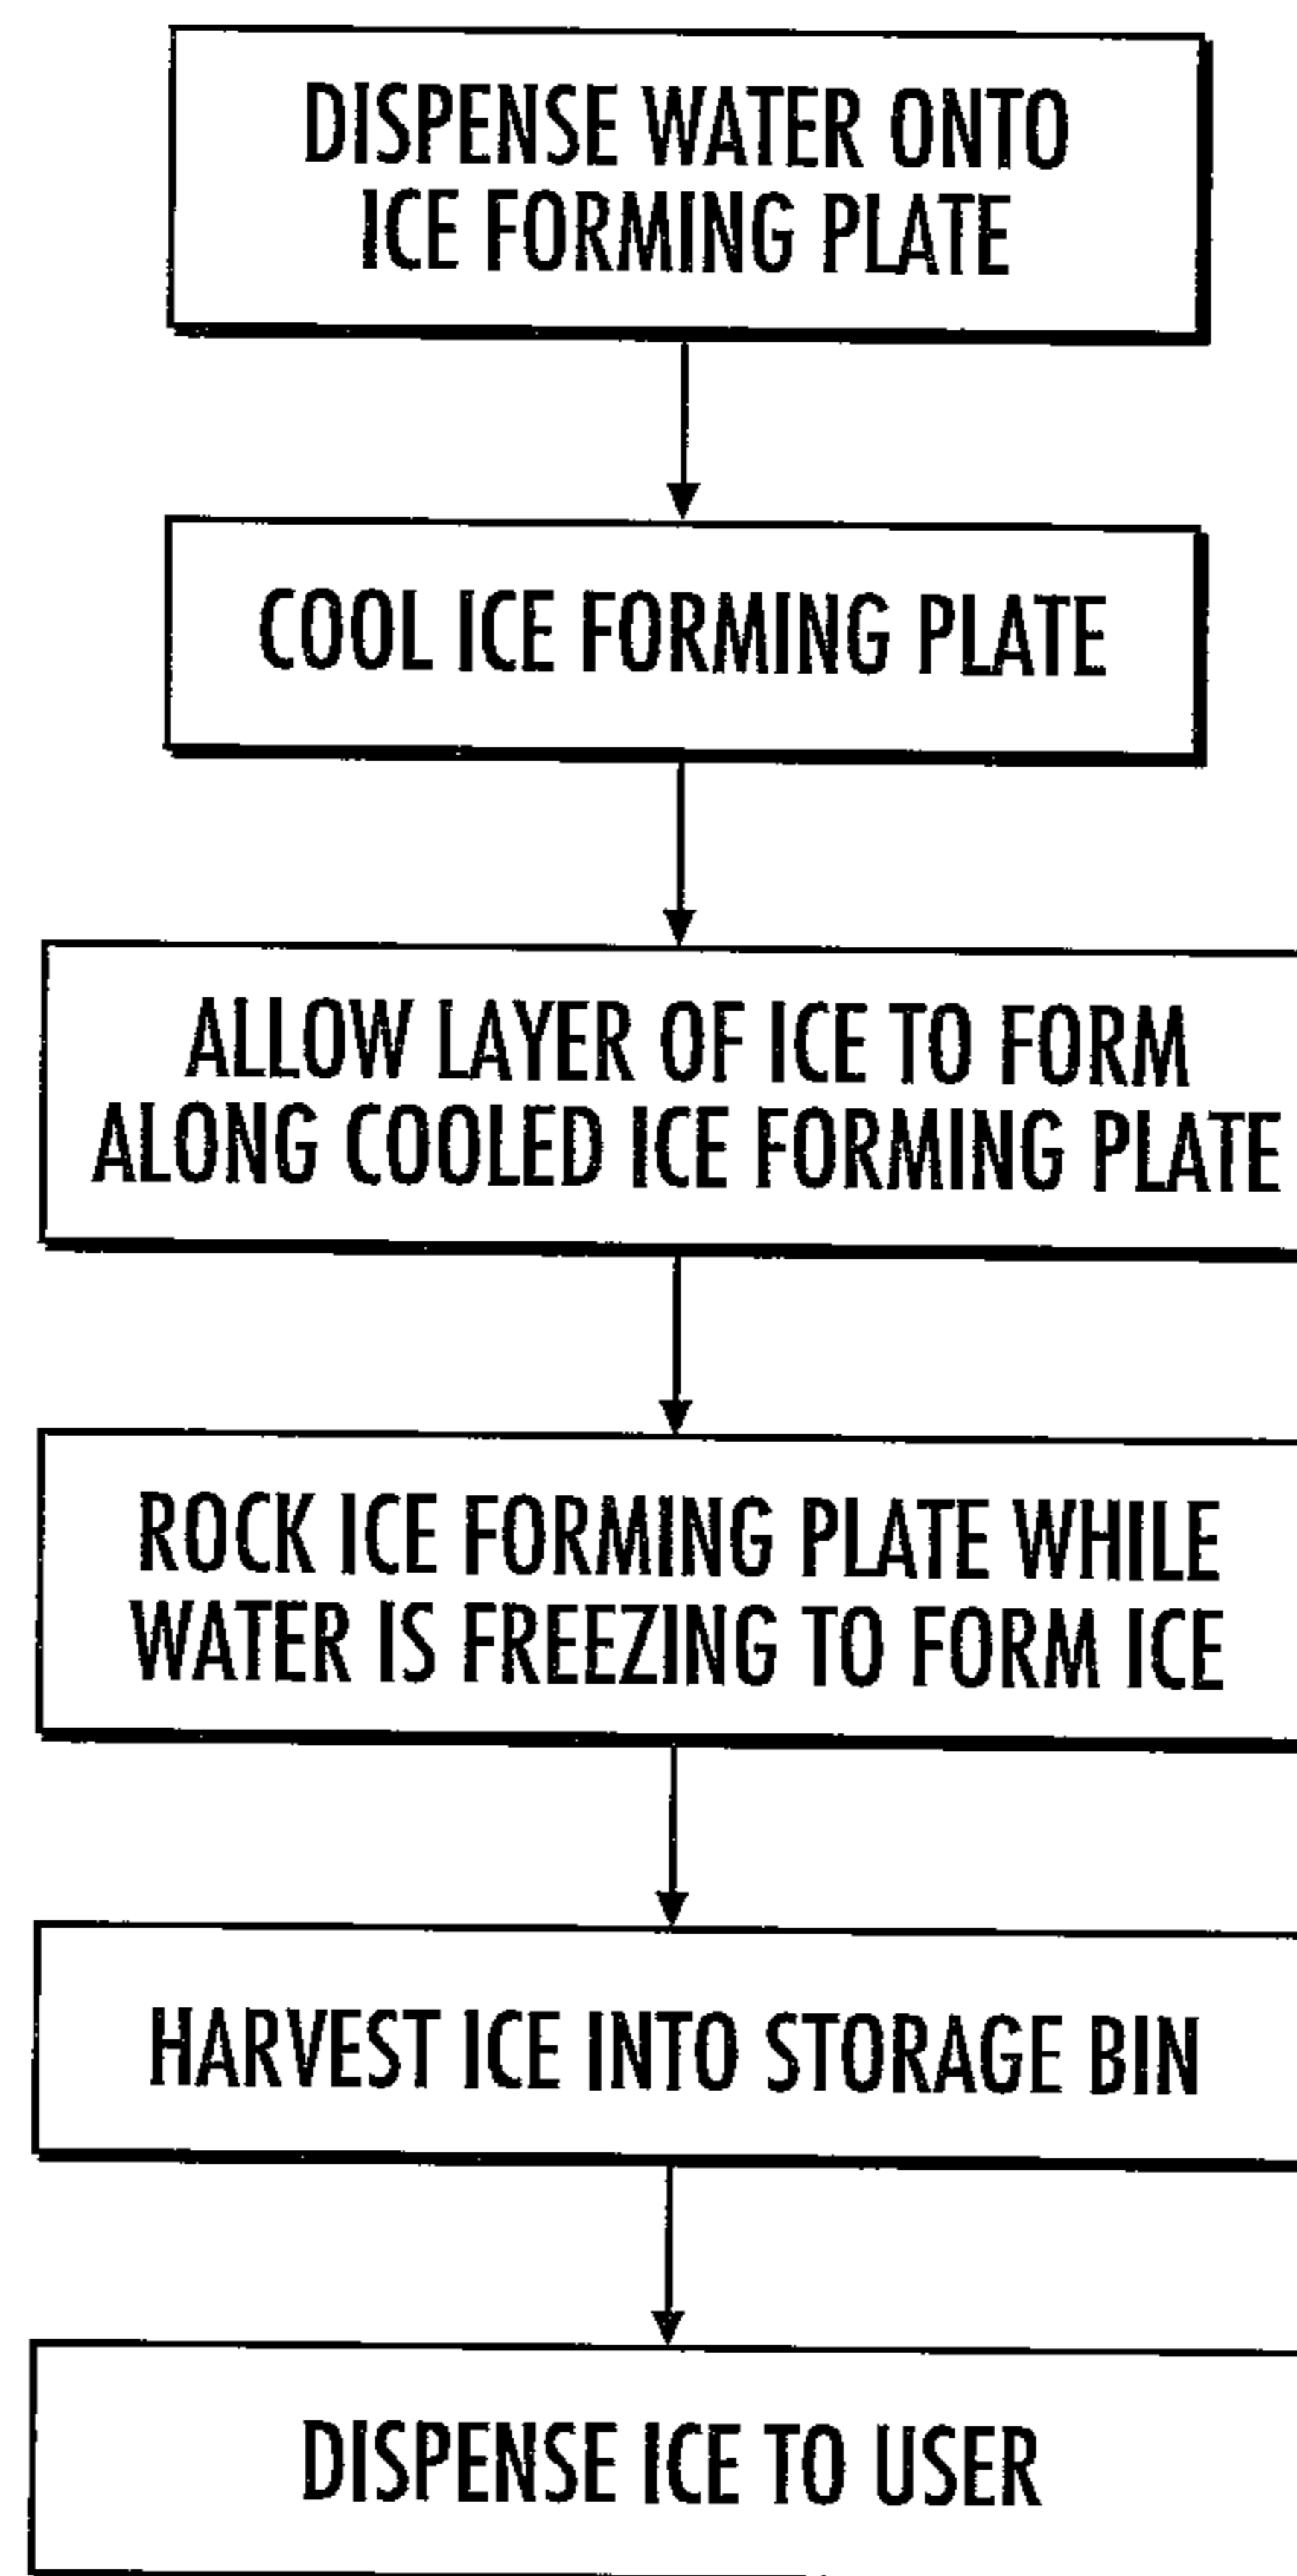 DISPENSE WATER ONTO
ICE FORMING PLATE
COOL ICE FORMING PLATE
ALLOW LAYER OF ICE TO FORM
ALONG COOLED ICE FORMING PLATE
ROCK ICE FORMING PLATE WHILE
WATER IS FREEZING TO FORM ICE
HARVEST ICE INTO STORAGE BIN
DISPENSE ICE TO USER